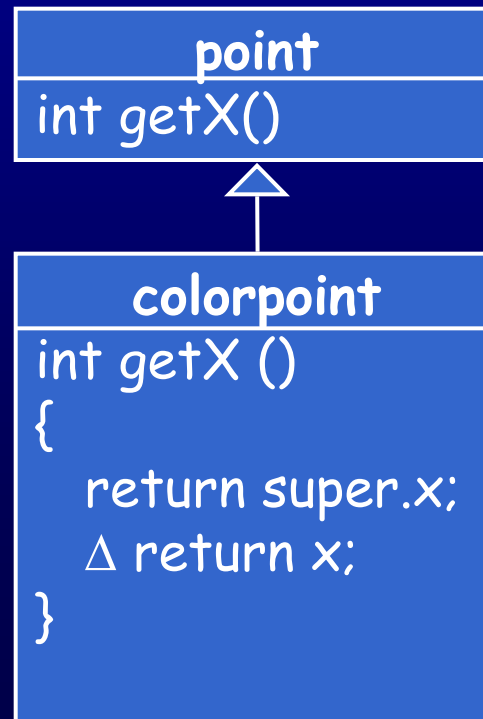 point
int getX()
colorpoint
int getX ()
{
return super.x;
Δ return x;
}